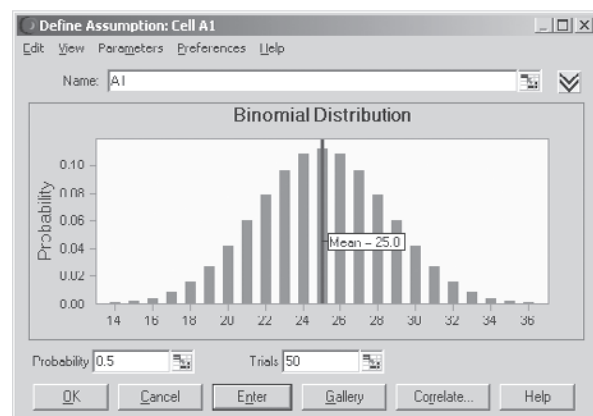 Define Assumption: Cell A1
Edit View Parameters Preferences Help
Name: A1
Binomial Distribution
Probability
0.10
0.08
0.06
0.04
0.02
0.00
Mean = 25.0
14 16 18 20 22 24 26 28 30 32 34 36
Probability 0.5 Trials 50
OK Cancel Enter Gallery Correlate... Help